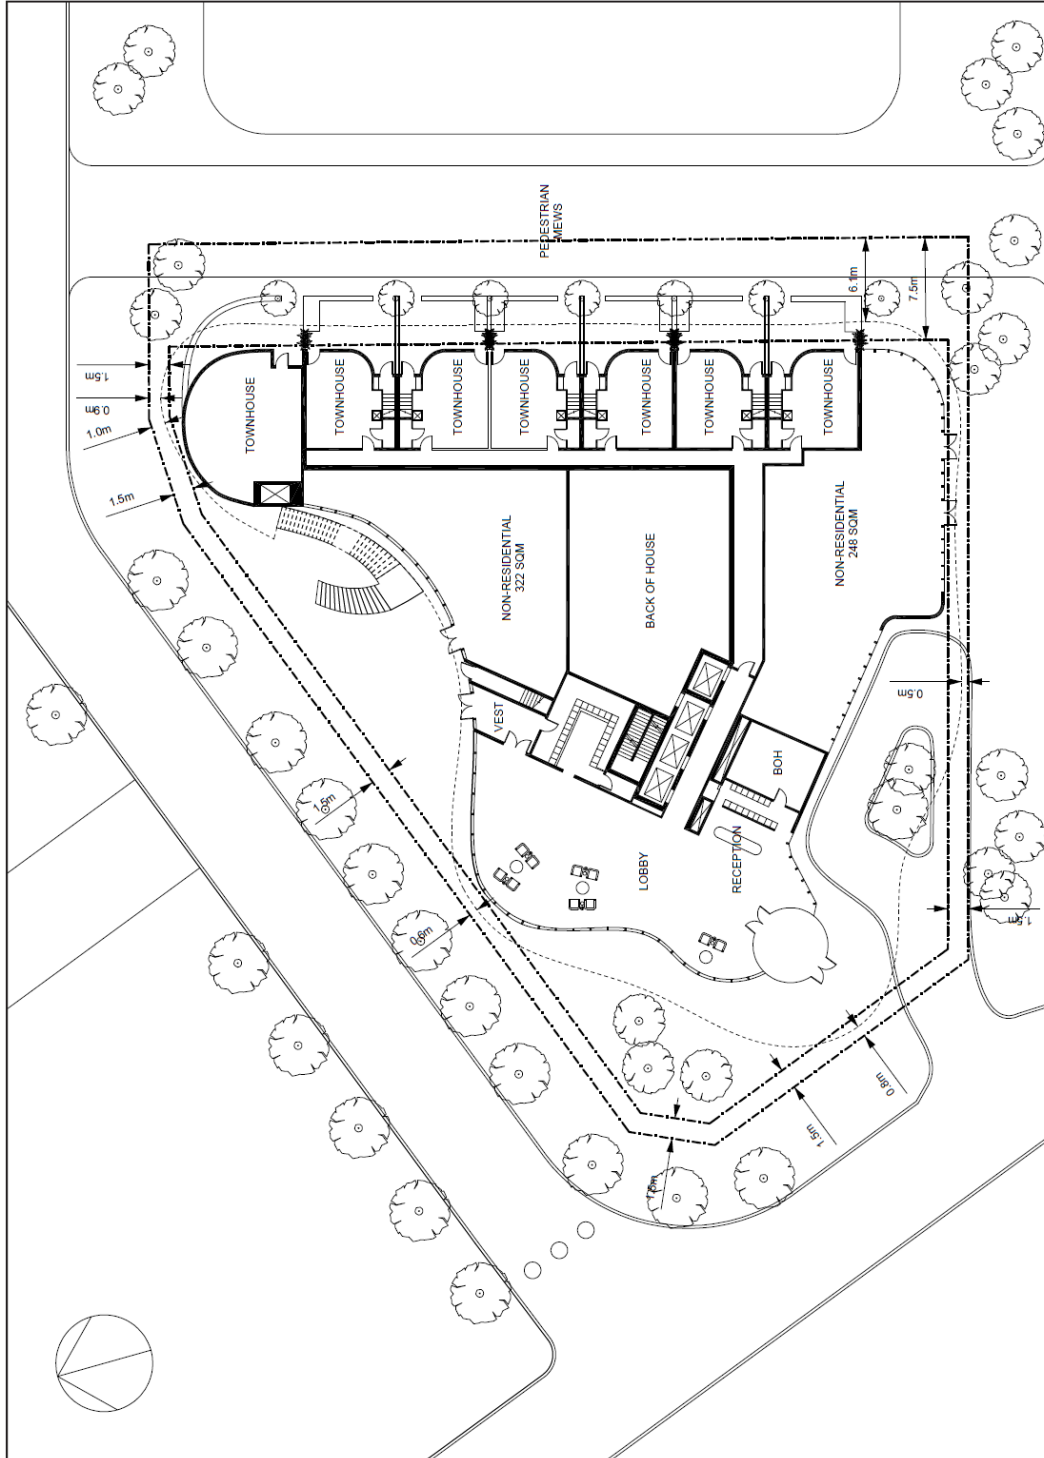 PEDESTRIAN
MEWS
6.1m
7.5m
1.5m
0.9m
1.0m
1.5m
TOWNHOUSE
TOWNHOUSE
TOWNHOUSE
TOWNHOUSE
TOWNHOUSE
TOWNHOUSE
TOWNHOUSE
NON-RESIDENTIAL
322 SQM
BACK OF HOUSE
NON-RESIDENTIAL
248 SQM
0.5m
VEST
BOH
1.5m
LOBBY
RECEPTION
0.6m
1.5m
0.8m
1.5m